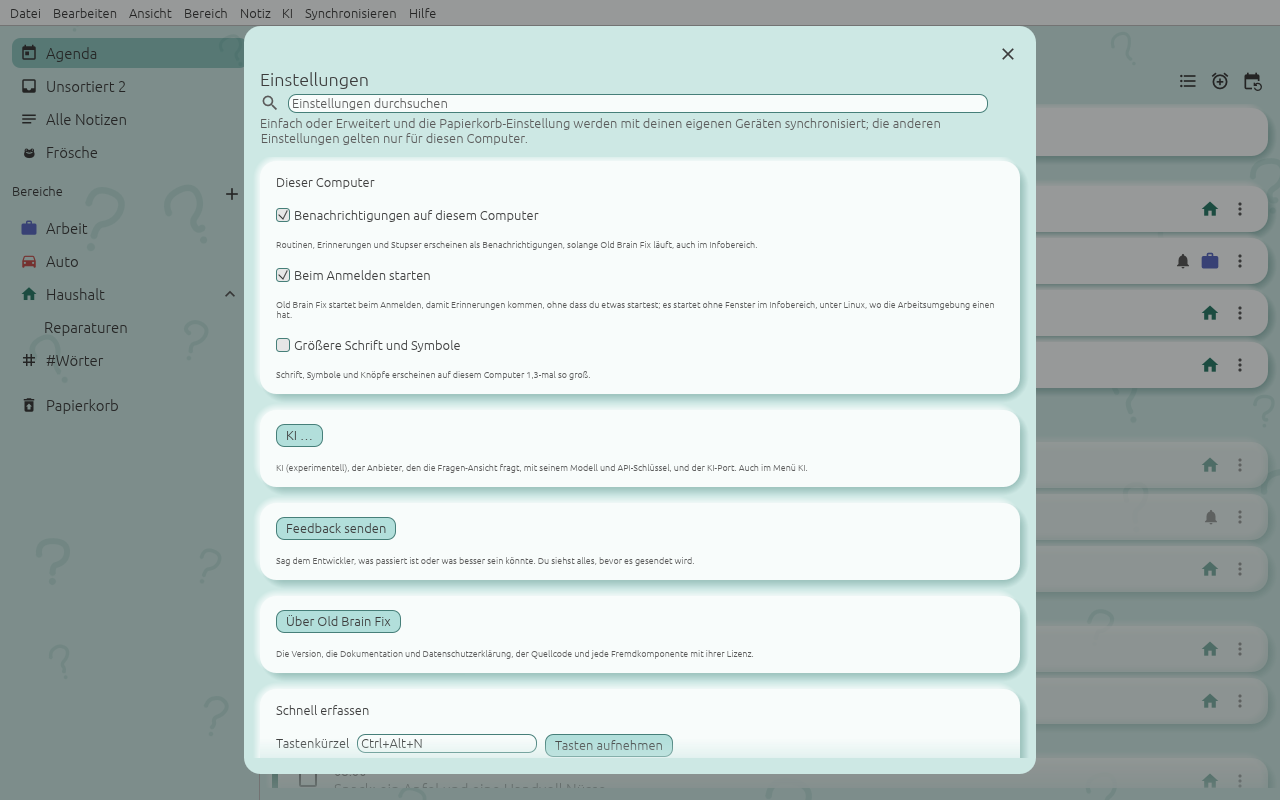 Datei Bearbeiten Ansicht Bereich Notiz KI Synchronisieren Hilfe
Agenda
Unsortiert 2
Alle Notizen
Frösche
Bereiche
Arbeit
Auto
Haushalt
Reparaturen
#Wörter
Papierkorb
Einstellungen
Einstellungen durchsuchen
Einfach oder Erweitert und die Papierkorb-Einstellung werden mit deinen eigenen Geräten synchronisiert; die anderen
Einstellungen gelten nur für diesen Computer.
Dieser Computer
Benachrichtigungen auf diesem Computer
Routinen, Erinnerungen und Stupser erscheinen als Benachrichtigungen, solange Old Brain Fix läuft, auch im Infobereich.
Beim Anmelden starten
Old Brain Fix startet beim Anmelden, damit Erinnerungen kommen, ohne dass du etwas startest; es startet ohne Fenster im Infobereich, unter Linux, wo die Arbeitsumgebung einen
hat.
Größere Schrift und Symbole
Schrift, Symbole und Knöpfe erscheinen auf diesem Computer 1,3-mal so groß.
KI …
KI (experimentell), der Anbieter, den die Fragen-Ansicht fragt, mit seinem Modell und API-Schlüssel, und der KI-Port. Auch im Menü KI.
Feedback senden
Sag dem Entwickler, was passiert ist oder was besser sein könnte. Du siehst alles, bevor es gesendet wird.
Über Old Brain Fix
Die Version, die Dokumentation und Datenschutzerklärung, der Quellcode und jede Fremdkomponente mit ihrer Lizenz.
Schnell erfassen
Tastenkürzel Ctrl+Alt+N Tasten aufnehmen